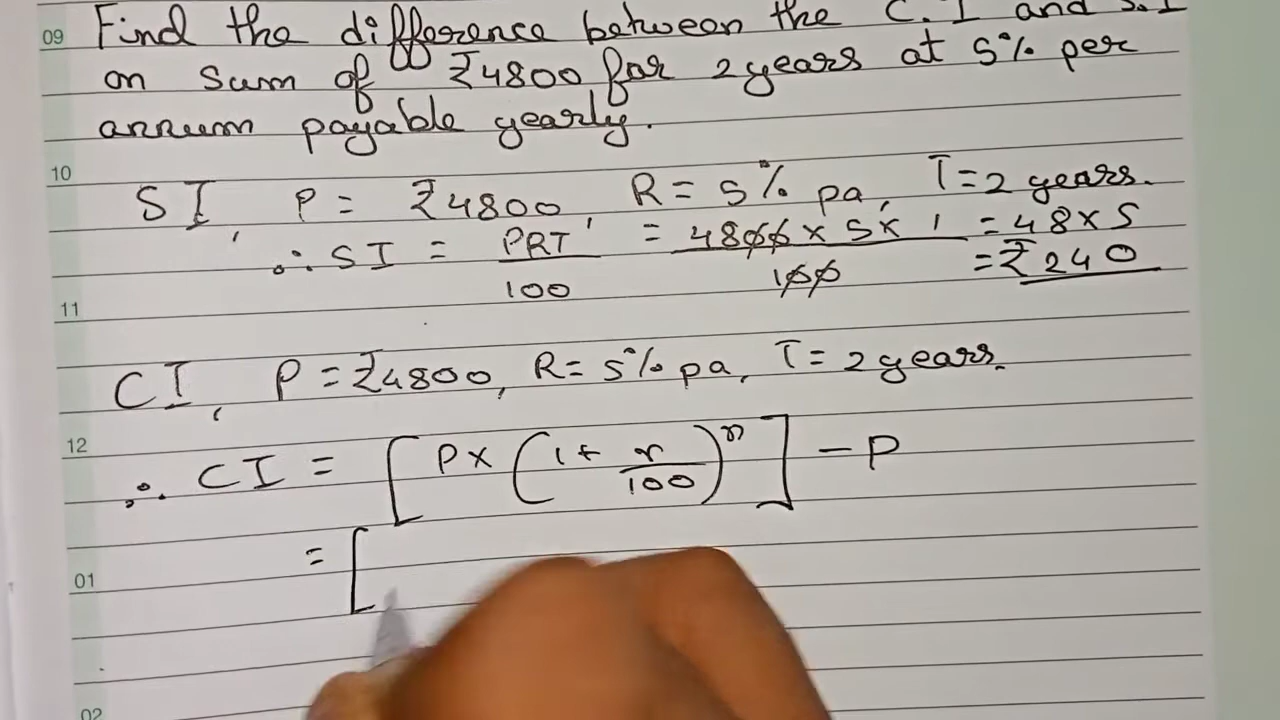 09 Find the difference between the C.I and S.I
on sum of ₹4800 for 2 years at 5% per
annum payable yearly.
10
SI, P = ₹4800, R = 5% pa, T = 2 years.
∴ SI = PRT/100 = 4800 × 5 × 1/100 = 48 × 5
= ₹240
11
CI, P = ₹4800, R = 5% pa, T = 2 years.
12
∴ CI = [P × (1 + r/100)^n] - P
01 = [
02